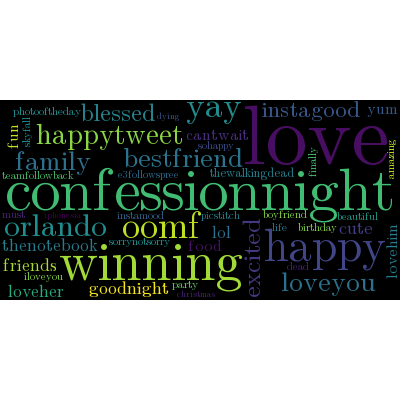 photooftheday
blessed
dying
yay
instagood
yum
fun
skyfall
happytweet
cantwait
love
sohappy
finally
amazing
family
bestfriend
teamfollowback
e3followspree
thewalkingdead
confessionnight
must
instamood
picstitch
boyfriend
beautiful
orlando
oomf
lol
excited
life
birthday
cute
thenotebook
sorrynotsorry
food
happy
lovehim
friends
winning
dead
iloveyou
loveher
goodnight
party
christmas
loveyou